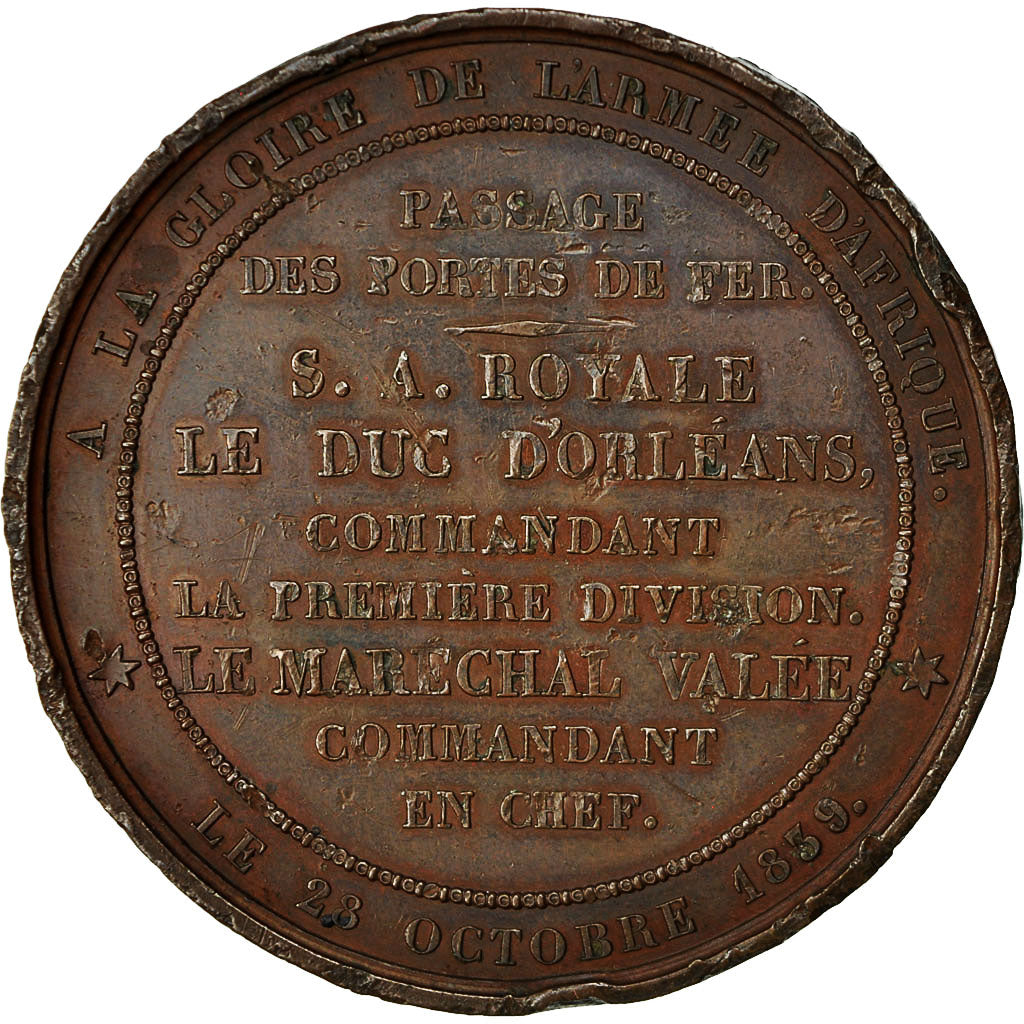 A LA GLOIRE DE L'ARMÉE D'AFRIQUE.
PASSAGE
DES PORTES DE FER.
S. A. ROYALE
LE DUC D'ORLÉANS,
COMMANDANT
LA PREMIÈRE DIVISION.
LE MARÉCHAL VALÉE
COMMANDANT
EN CHEF.
LE 28 OCTOBRE 1839.